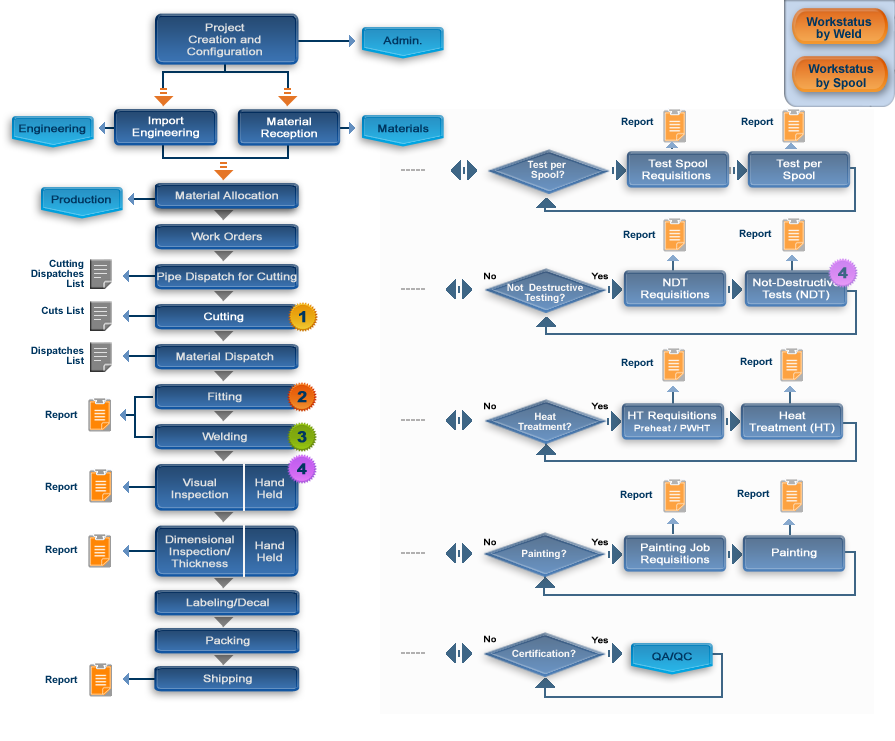 Project
Creation and
Configuration
Admin.
Workstatus
by Weld
Workstatus
by Spool
Engineering
Import
Engineering
Material
Reception
Materials
Production
Material Allocation
Work Orders
Cutting
Dispatches
List
Pipe Dispatch for Cutting
Cuts List
Cutting
1
Dispatches
List
Material Dispatch
Report
Fitting
2
Welding
3
Report
Visual
Inspection
Hand
Held
4
Report
Dimensional
Inspection/
Thickness
Hand
Held
Labeling/Decal
Packing
Report
Shipping
Report
Report
-----
Test per
Spool?
Test Spool
Requisitions
Test per
Spool
Report
Report
-----
No
Not Destructive
Testing?
Yes
NDT
Requisitions
Not-Destructive
Tests (NDT)
4
Report
Report
-----
No
Heat
Treatment?
Yes
HT Requisitions
Preheat / PWHT
Heat
Treatment (HT)
Report
Report
-----
No
Painting?
Yes
Painting Job
Requisitions
Painting
-----
No
Certification?
Yes
QA/QC